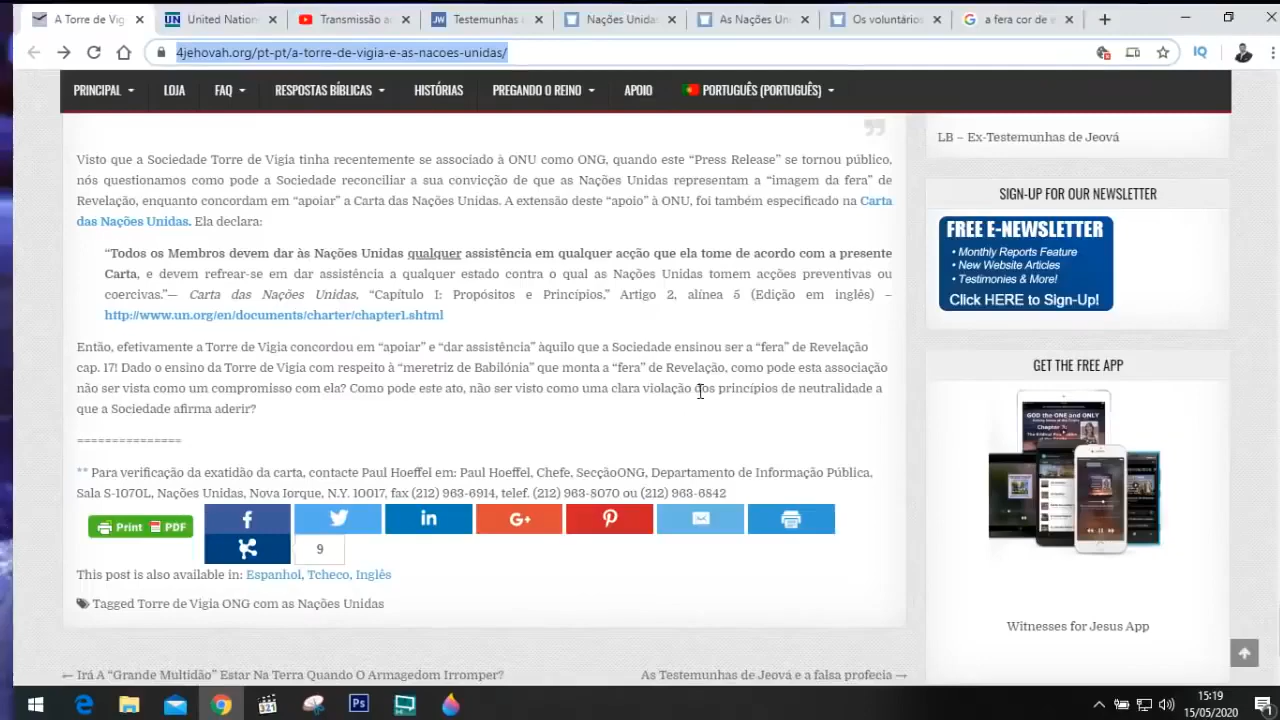 A Torre de Vig
United Nation
Transmissão a
Testemunhas
Nações Unida
As Nações Un
Os voluntário
a fera cor de
4jehovah.org/pt-pt/a-torre-de-vigia-e-as-nacoes-unidas/
PRINCIPAL
LOJA
FAQ
RESPOSTAS BÍBLICAS
HISTÓRIAS
PREGANDO O REINO
APOIO
PORTUGUÊS (PORTUGUÊS)
Visto que a Sociedade Torre de Vigia tinha recentemente se associado à ONU como ONG, quando este “Press Release” se tornou público,
nós questionamos como pode a Sociedade reconciliar a sua convicção de que as Nações Unidas representam a “imagem da fera” de
Revelação, enquanto concordam em “apoiar” a Carta das Nações Unidas. A extensão deste “apoio” à ONU, foi também especificado na Carta
das Nações Unidas. Ela declara:
“Todos os Membros devem dar às Nações Unidas qualquer assistência em qualquer acção que ela tome de acordo com a presente
Carta, e devem refrear-se em dar assistência a qualquer estado contra o qual as Nações Unidas tomem acções preventivas ou
coercivas.”— Carta das Nações Unidas, “Capítulo I: Propósitos e Princípios,” Artigo 2, alínea 5 (Edição em inglês) –
http://www.un.org/en/documents/charter/chapter1.shtml
Então, efetivamente a Torre de Vigia concordou em “apoiar” e “dar assistência” àquilo que a Sociedade ensinou ser a “fera” de Revelação
cap. 17! Dado o ensino da Torre de Vigia com respeito à “meretriz de Babilónia” que monta a “fera” de Revelação, como pode esta associação
não ser vista como um compromisso com ela? Como pode este ato, não ser visto como uma clara violação dos princípios de neutralidade a
que a Sociedade afirma aderir?
===============
** Para verificação da exatidão da carta, contacte Paul Hoeffel em: Paul Hoeffel, Chefe, SecçãoONG, Departamento de Informação Pública,
Sala S-1070L, Nações Unidas, Nova Iorque, N.Y. 10017, fax (212) 963-6914, telef. (212) 963-8070 ou (212) 963-6842
Print PDF
9
This post is also available in: Espanhol, Tcheco, Inglês
Tagged Torre de Vigia ONG com as Nações Unidas
← Irá A “Grande Multidão” Estar Na Terra Quando O Armagedom Irromper?
As Testemunhas de Jeová e a falsa profecia →
LB – Ex-Testemunhas de Jeová
SIGN-UP FOR OUR NEWSLETTER
FREE E-NEWSLETTER
• Monthly Reports Feature
• New Website Articles
• Testimonies & More!
Click HERE to Sign-Up!
GET THE FREE APP
GOD the ONE and ONLY
Witnesses for Jesus App
15:19
15/05/2020